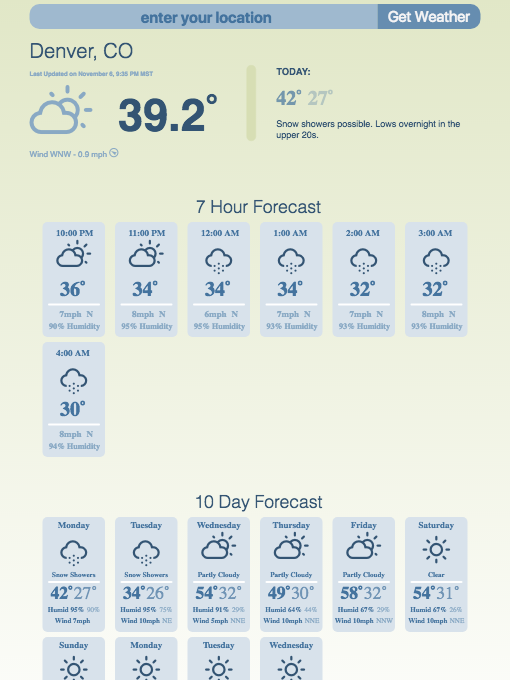 enter your location
Get Weather
Denver, CO
Last Updated on November 6, 9:35 PM MST
39.2°
Wind WNW - 0.9 mph
TODAY:
42° 27°
Snow showers possible. Lows overnight in the
upper 20s.
7 Hour Forecast
10:00 PM 11:00 PM 12:00 AM 1:00 AM 2:00 AM 3:00 AM
36° 34° 34° 34° 32° 32°
7mph N 8mph N 6mph N 7mph N 7mph N 8mph N
90% Humidity 95% Humidity 95% Humidity 93% Humidity 93% Humidity 93% Humidity
4:00 AM
30°
8mph N
94% Humidity
10 Day Forecast
Monday Tuesday Wednesday Thursday Friday Saturday
Snow Showers Snow Showers Partly Cloudy Partly Cloudy Partly Cloudy Clear
42°27° 34°26° 54°32° 49°30° 58°32° 54°31°
Humid 95% 90% Humid 95% 75% Humid 91% 29% Humid 64% 44% Humid 67% 29% Humid 67% 26%
Wind 7mph Wind 10mph NE Wind 5mph NNE Wind 10mph NNE Wind 10mph NNW Wind 10mph NNE
Sunday Monday Tuesday Wednesday